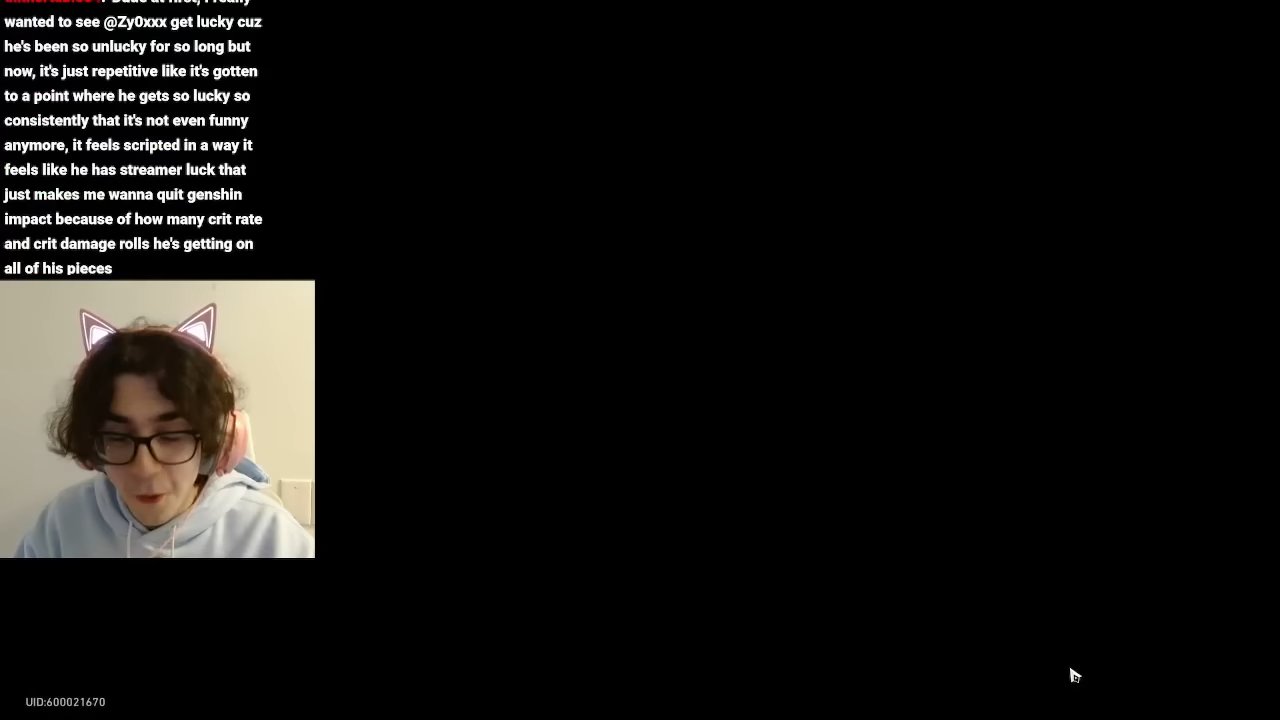 wanted to see @Zy0xxx get lucky cuz
he's been so unlucky for so long but
now, it's just repetitive like it's gotten
to a point where he gets so lucky so
consistently that it's not even funny
anymore, it feels scripted in a way it
feels like he has streamer luck that
just makes me wanna quit genshin
impact because of how many crit rate
and crit damage rolls he's getting on
all of his pieces
UID:600021670